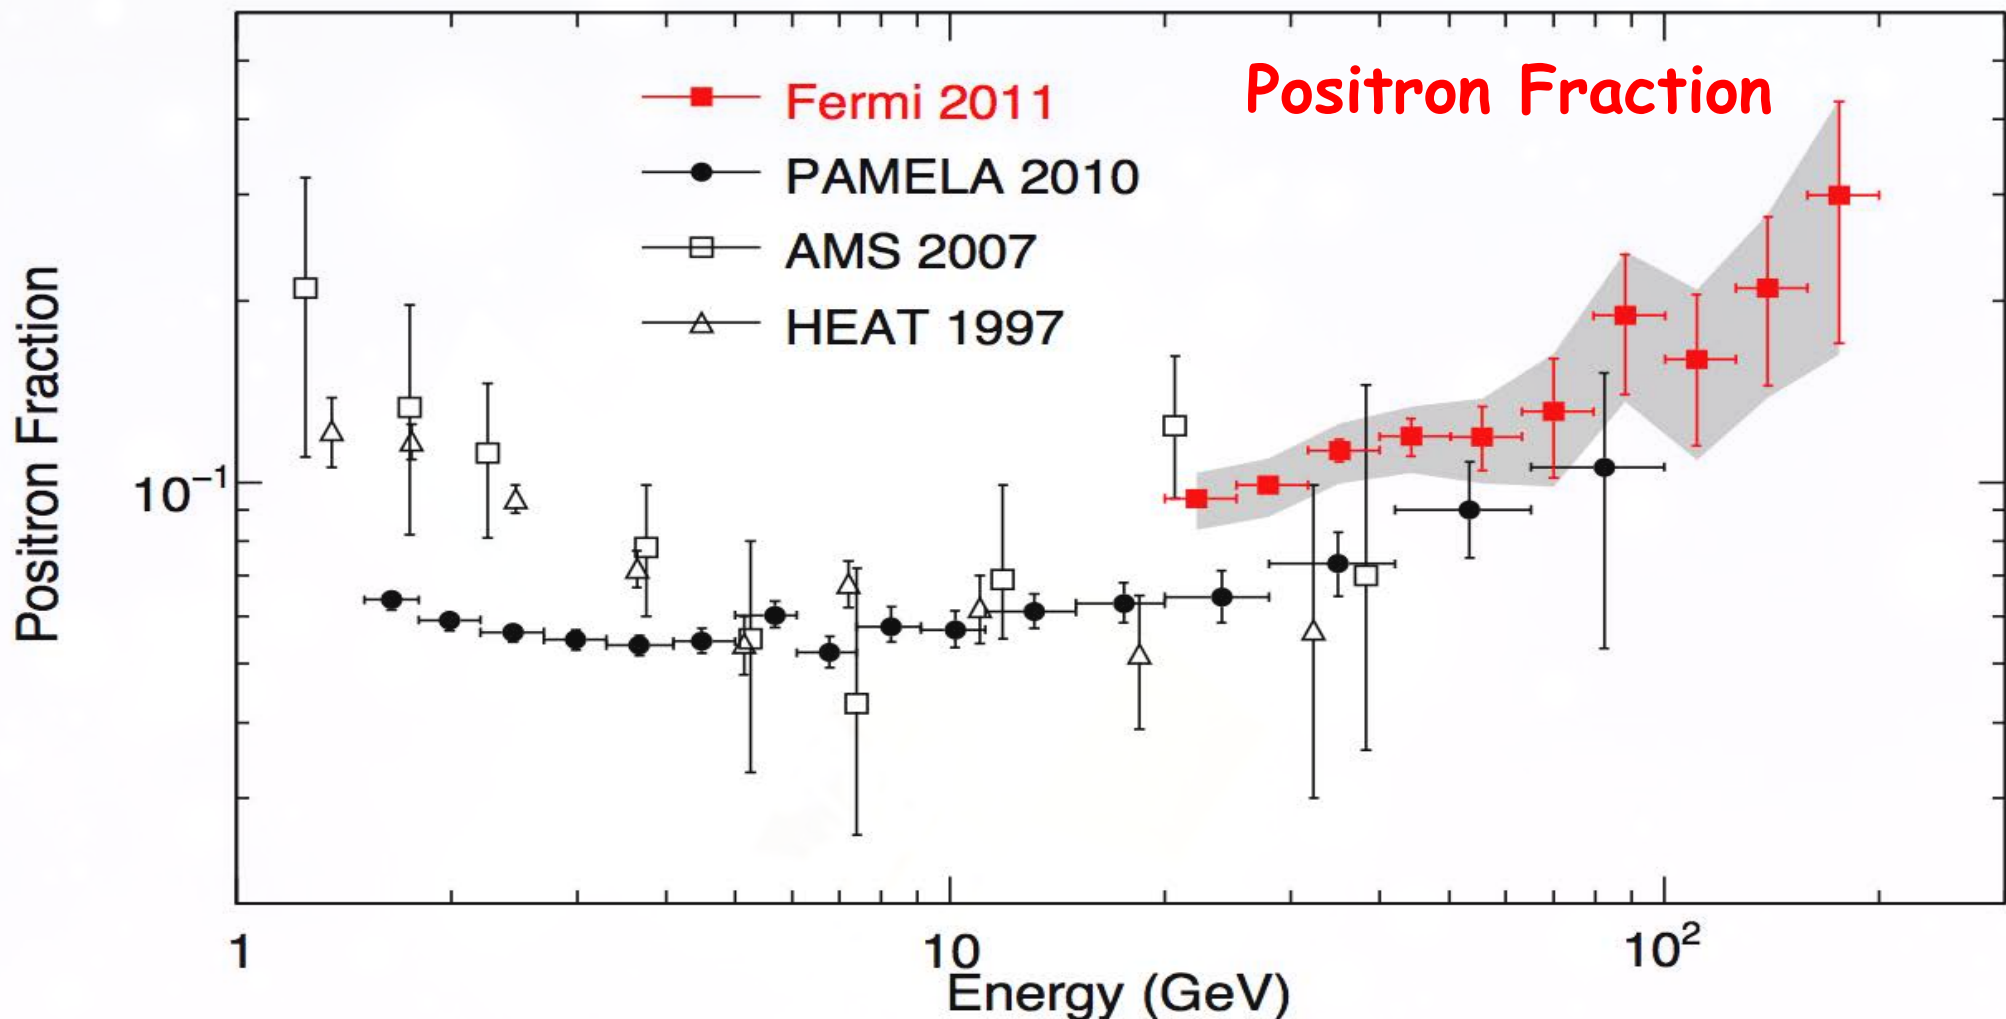 Positron Fraction
Fermi 2011
PAMELA 2010
AMS 2007
HEAT 1997
Positron Fraction
10⁻¹
1
10
10²
Energy (GeV)